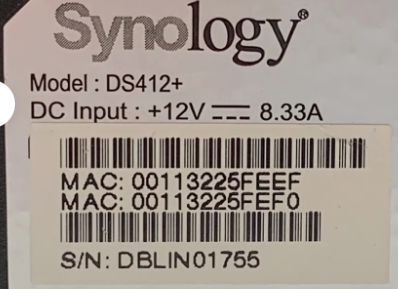 Synology®
Model : DS412+
DC Input : +12V ⎓ 8.33A
MAC: 00113225FEEF
MAC: 00113225FEF0
S/N: DBLIN01755